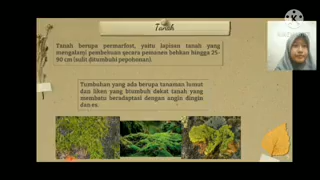 Tanah
Tanah berupa permafrost, yaitu lapisan tanah yang
mengalami pembekuan secara permanen bahkan hingga 35-
90 cm (sulit ditumbuhi pepohonan).
Tumbuhan yang ada berupa tanaman lumut
dan liken yang tumbuh dekat tanah yang
membatu beradaptasi dengan angin dingin
dan es.